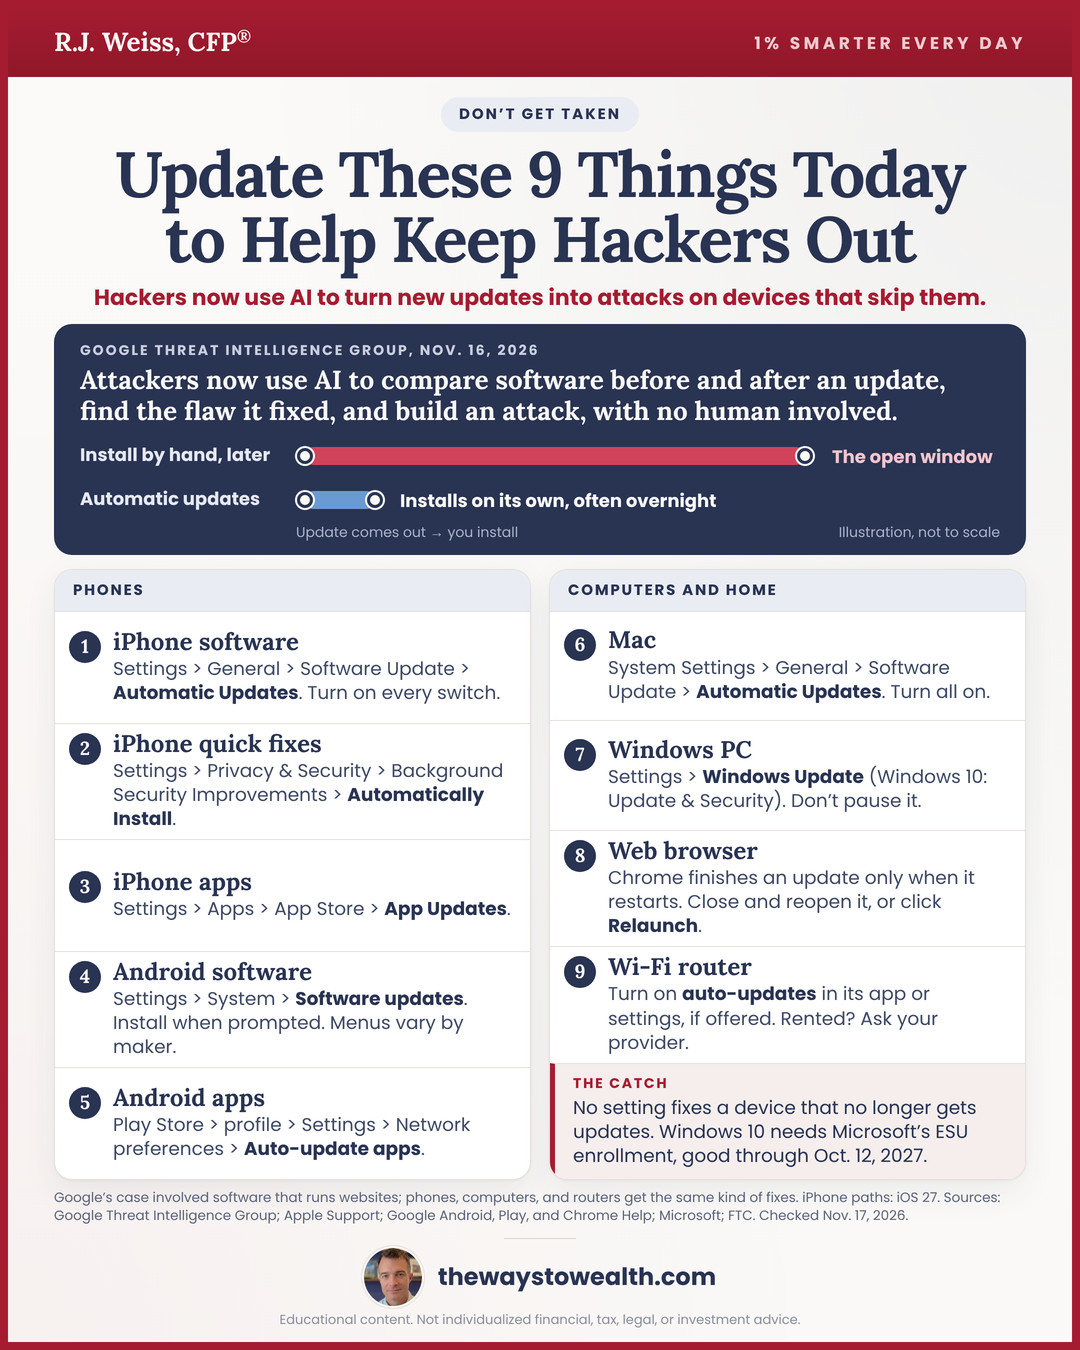 R.J. Weiss, CFP®
1% SMARTER EVERY DAY
DON’T GET TAKEN
Update These 9 Things Today
to Help Keep Hackers Out
Hackers now use AI to turn new updates into attacks on devices that skip them.
GOOGLE THREAT INTELLIGENCE GROUP, NOV. 16, 2026
Attackers now use AI to compare software before and after an update,
find the flaw it fixed, and build an attack, with no human involved.
Install by hand, later
The open window
Automatic updates
Installs on its own, often overnight
Update comes out → you install
Illustration, not to scale
PHONES
1
iPhone software
Settings > General > Software Update >
Automatic Updates. Turn on every switch.
2
iPhone quick fixes
Settings > Privacy & Security > Background
Security Improvements > Automatically
Install.
3
iPhone apps
Settings > Apps > App Store > App Updates.
4
Android software
Settings > System > Software updates.
Install when prompted. Menus vary by
maker.
5
Android apps
Play Store > profile > Settings > Network
preferences > Auto-update apps.
COMPUTERS AND HOME
6
Mac
System Settings > General > Software
Update > Automatic Updates. Turn all on.
7
Windows PC
Settings > Windows Update (Windows 10:
Update & Security). Don’t pause it.
8
Web browser
Chrome finishes an update only when it
restarts. Close and reopen it, or click
Relaunch.
9
Wi-Fi router
Turn on auto-updates in its app or
settings, if offered. Rented? Ask your
provider.
THE CATCH
No setting fixes a device that no longer gets
updates. Windows 10 needs Microsoft’s ESU
enrollment, good through Oct. 12, 2027.
Google’s case involved software that runs websites; phones, computers, and routers get the same kind of fixes. iPhone paths: iOS 27. Sources:
Google Threat Intelligence Group; Apple Support; Google Android, Play, and Chrome Help; Microsoft; FTC. Checked Nov. 17, 2026.
thewaystowealth.com
Educational content. Not individualized financial, tax, legal, or investment advice.